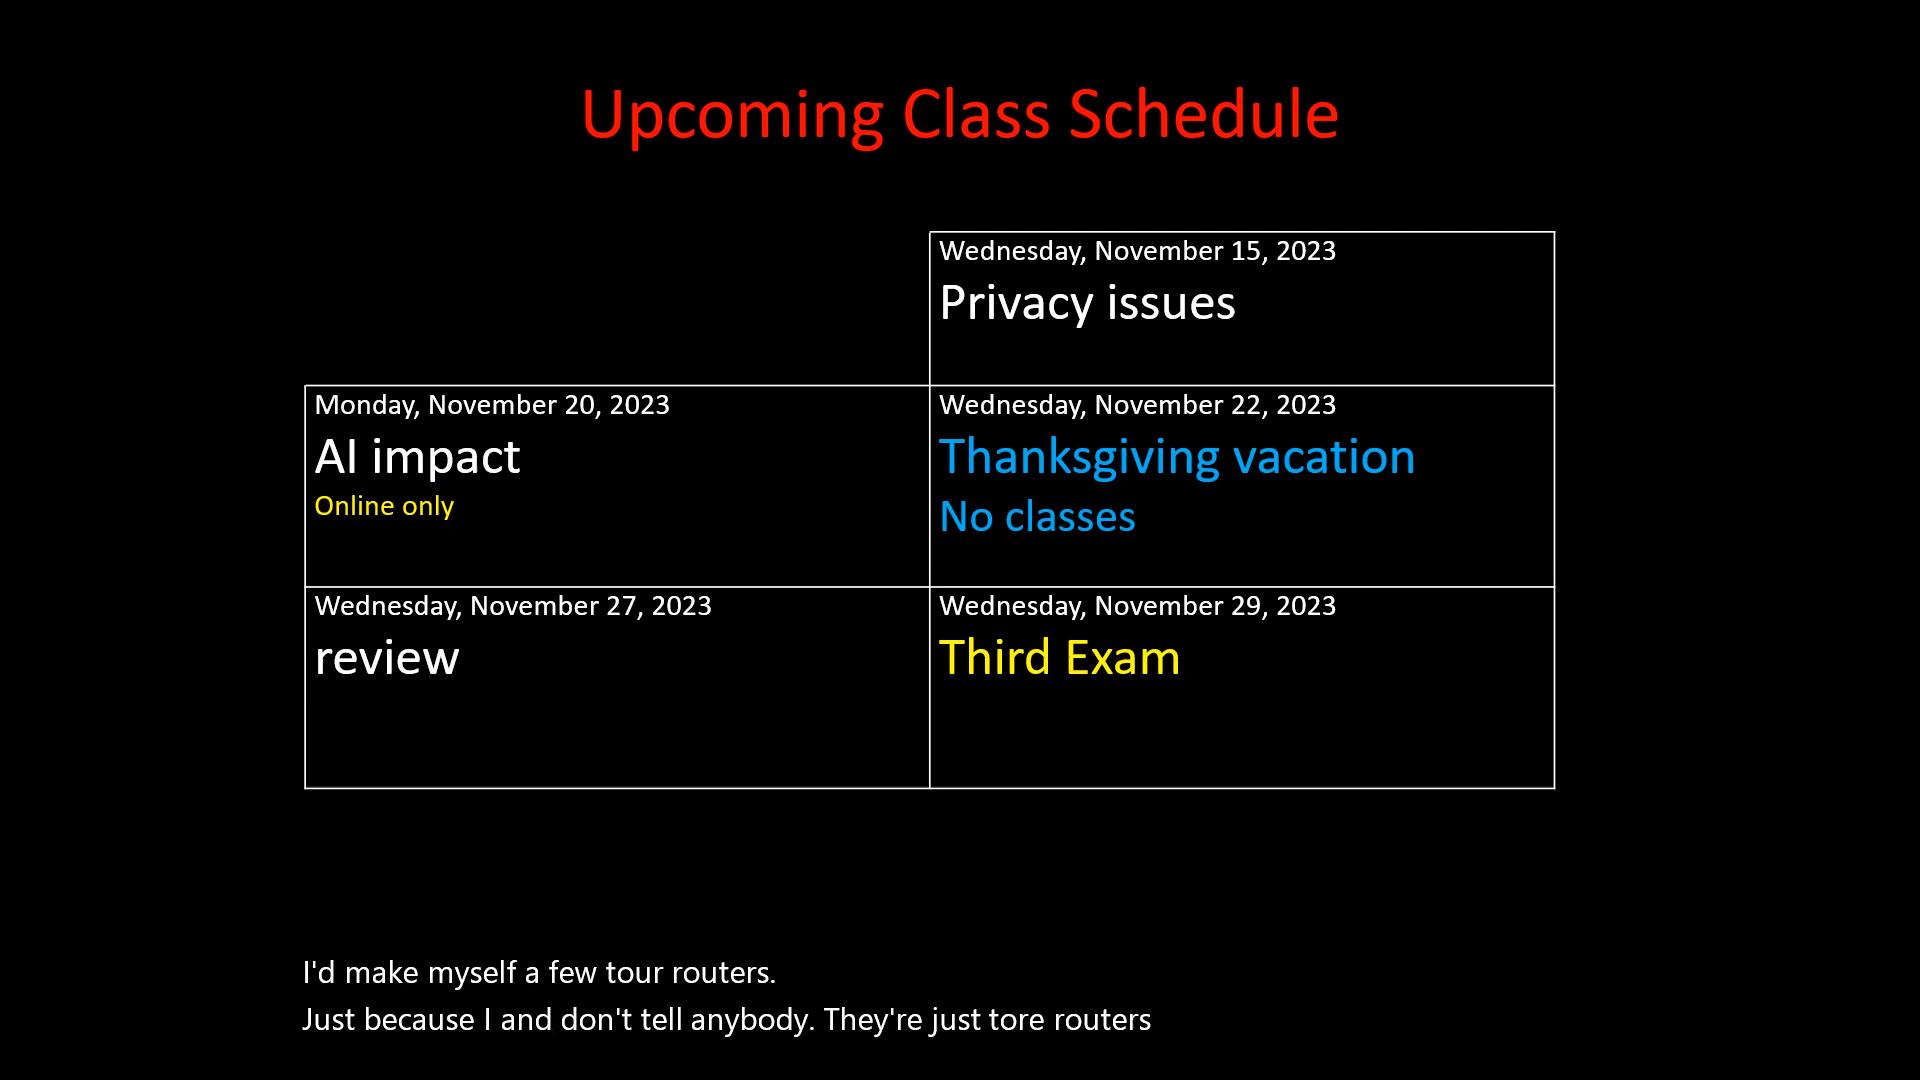 Upcoming Class Schedule
Wednesday, November 15, 2023
Privacy issues
Monday, November 20, 2023
AI impact
Online only
Wednesday, November 22, 2023
Thanksgiving vacation
No classes
Wednesday, November 27, 2023
review
Wednesday, November 29, 2023
Third Exam
I'd make myself a few tour routers.
Just because I and don't tell anybody. They're just tore routers